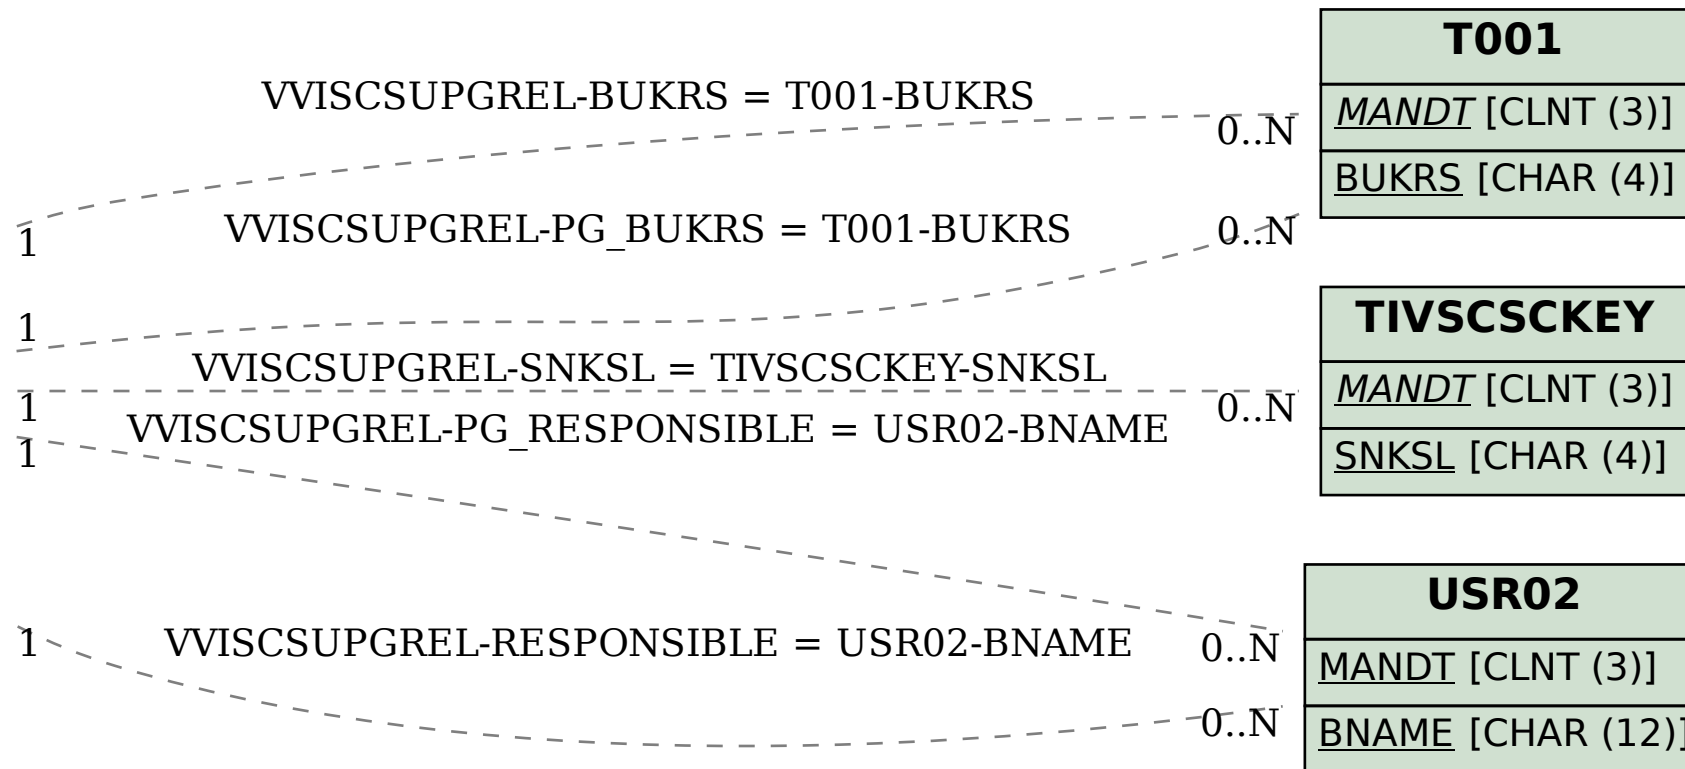 T001
VVISCSUPGREL-BUKRS = T001-BUKRS
MANDT [CLNT (3)]
0..N
BUKRS [CHAR (4)]
1
VVISCSUPGREL-PG_BUKRS = T001-BUKRS
0..N
1
TIVSCSCKEY
VVISCSUPGREL-SNKSL = TIVSCSCKEY-SNKSL
MANDT [CLNT (3)]
1
0..N
VVISCSUPGREL-PG_RESPONSIBLE = USR02-BNAME
1
SNKSL [CHAR (4)]
USR02
1
VVISCSUPGREL-RESPONSIBLE = USR02-BNAME
0..N
MANDT [CLNT (3)]
0..N
BNAME [CHAR (12)]